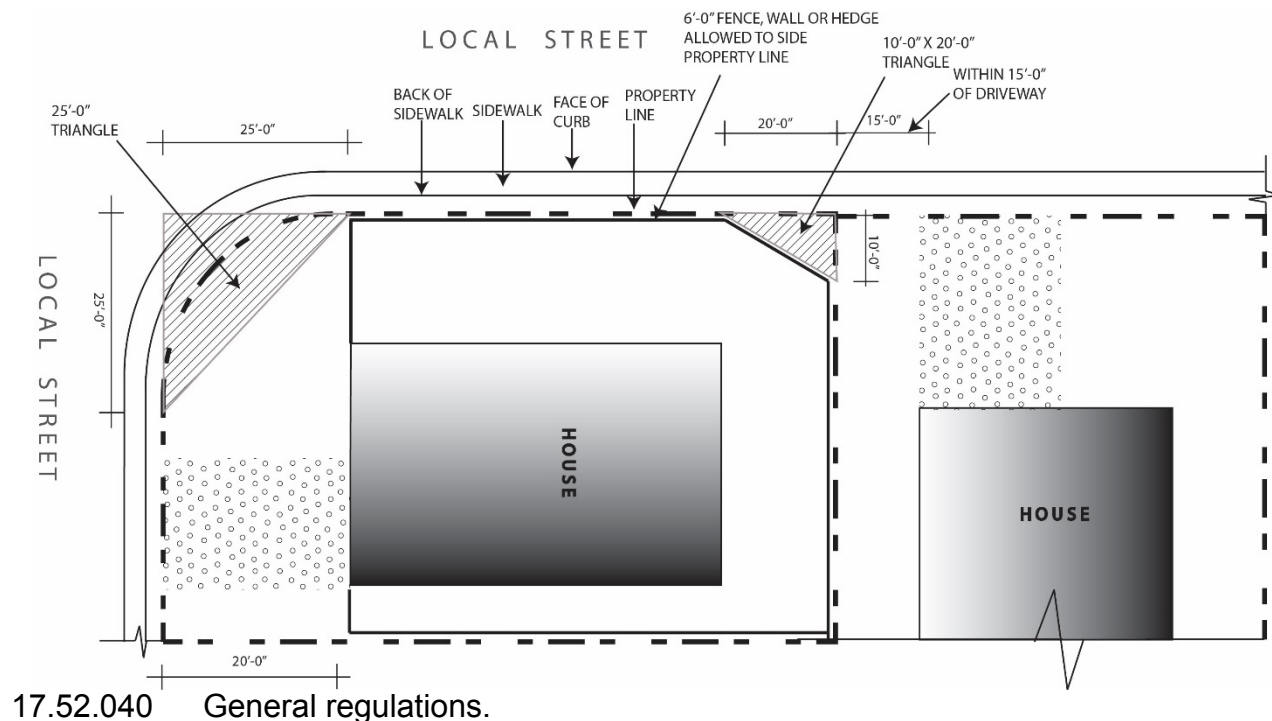 LOCAL STREET
6'-0" FENCE, WALL OR HEDGE
ALLOWED TO SIDE
PROPERTY LINE
10'-0" X 20'-0"
TRIANGLE
WITHIN 15'-0"
OF DRIVEWAY
25'-0"
TRIANGLE
25'-0"
BACK OF
SIDEWALK
SIDEWALK
FACE OF
CURB
PROPERTY
LINE
20'-0"
15'-0"
10'-0"
25'-0"
LOCAL STREET
HOUSE
HOUSE
20'-0"
17.52.040 General regulations.